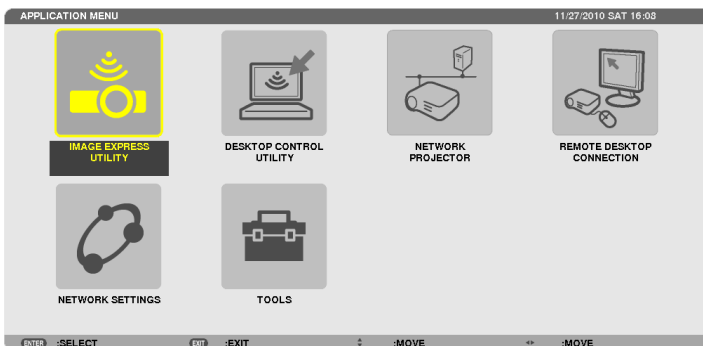 APPLICATION MENU 11/27/2010 SAT 16:08
IMAGE EXPRESS
UTILITY
DESKTOP CONTROL
UTILITY
NETWORK
PROJECTOR
REMOTE DESKTOP
CONNECTION
NETWORK SETTINGS
TOOLS
ENTER :SELECT EXIT :EXIT :MOVE :MOVE